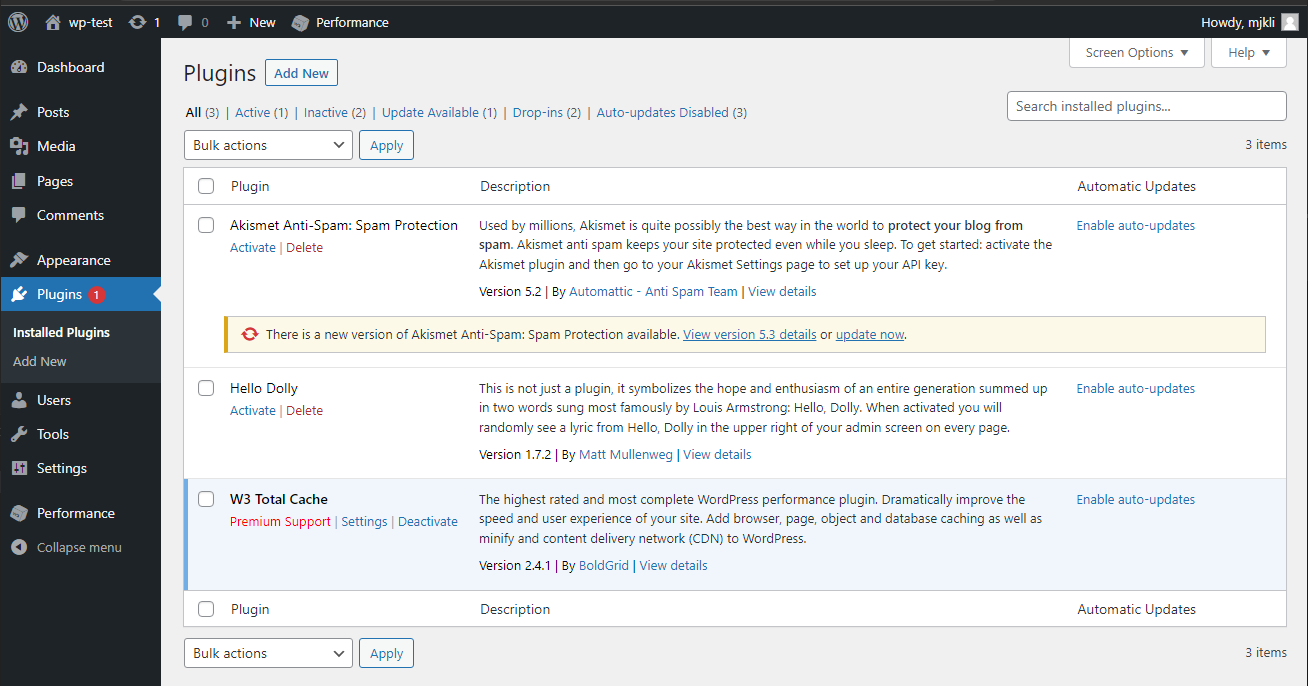 wp-test 1 0 New Performance Howdy, mjkli
Dashboard
Posts
Media
Pages
Comments
Appearance
Plugins 1
Installed Plugins
Add New
Users
Tools
Settings
Performance
Collapse menu
Screen Options Help
Plugins Add New
All (3) | Active (1) | Inactive (2) | Update Available (1) | Drop-ins (2) | Auto-updates Disabled (3)
Search installed plugins...
Bulk actions Apply 3 items
Plugin Description Automatic Updates
Akismet Anti-Spam: Spam Protection
Activate | Delete
Used by millions, Akismet is quite possibly the best way in the world to protect your blog from
spam. Akismet anti spam keeps your site protected even while you sleep. To get started: activate the
Akismet plugin and then go to your Akismet Settings page to set up your API key.
Version 5.2 | By Automattic - Anti Spam Team | View details
Enable auto-updates
There is a new version of Akismet Anti-Spam: Spam Protection available. View version 5.3 details or update now.
Hello Dolly
Activate | Delete
This is not just a plugin, it symbolizes the hope and enthusiasm of an entire generation summed up
in two words sung most famously by Louis Armstrong: Hello, Dolly. When activated you will
randomly see a lyric from Hello, Dolly in the upper right of your admin screen on every page.
Version 1.7.2 | By Matt Mullenweg | View details
Enable auto-updates
W3 Total Cache
Premium Support | Settings | Deactivate
The highest rated and most complete WordPress performance plugin. Dramatically improve the
speed and user experience of your site. Add browser, page, object and database caching as well as
minify and content delivery network (CDN) to WordPress.
Version 2.4.1 | By BoldGrid | View details
Enable auto-updates
Plugin Description Automatic Updates
Bulk actions Apply 3 items